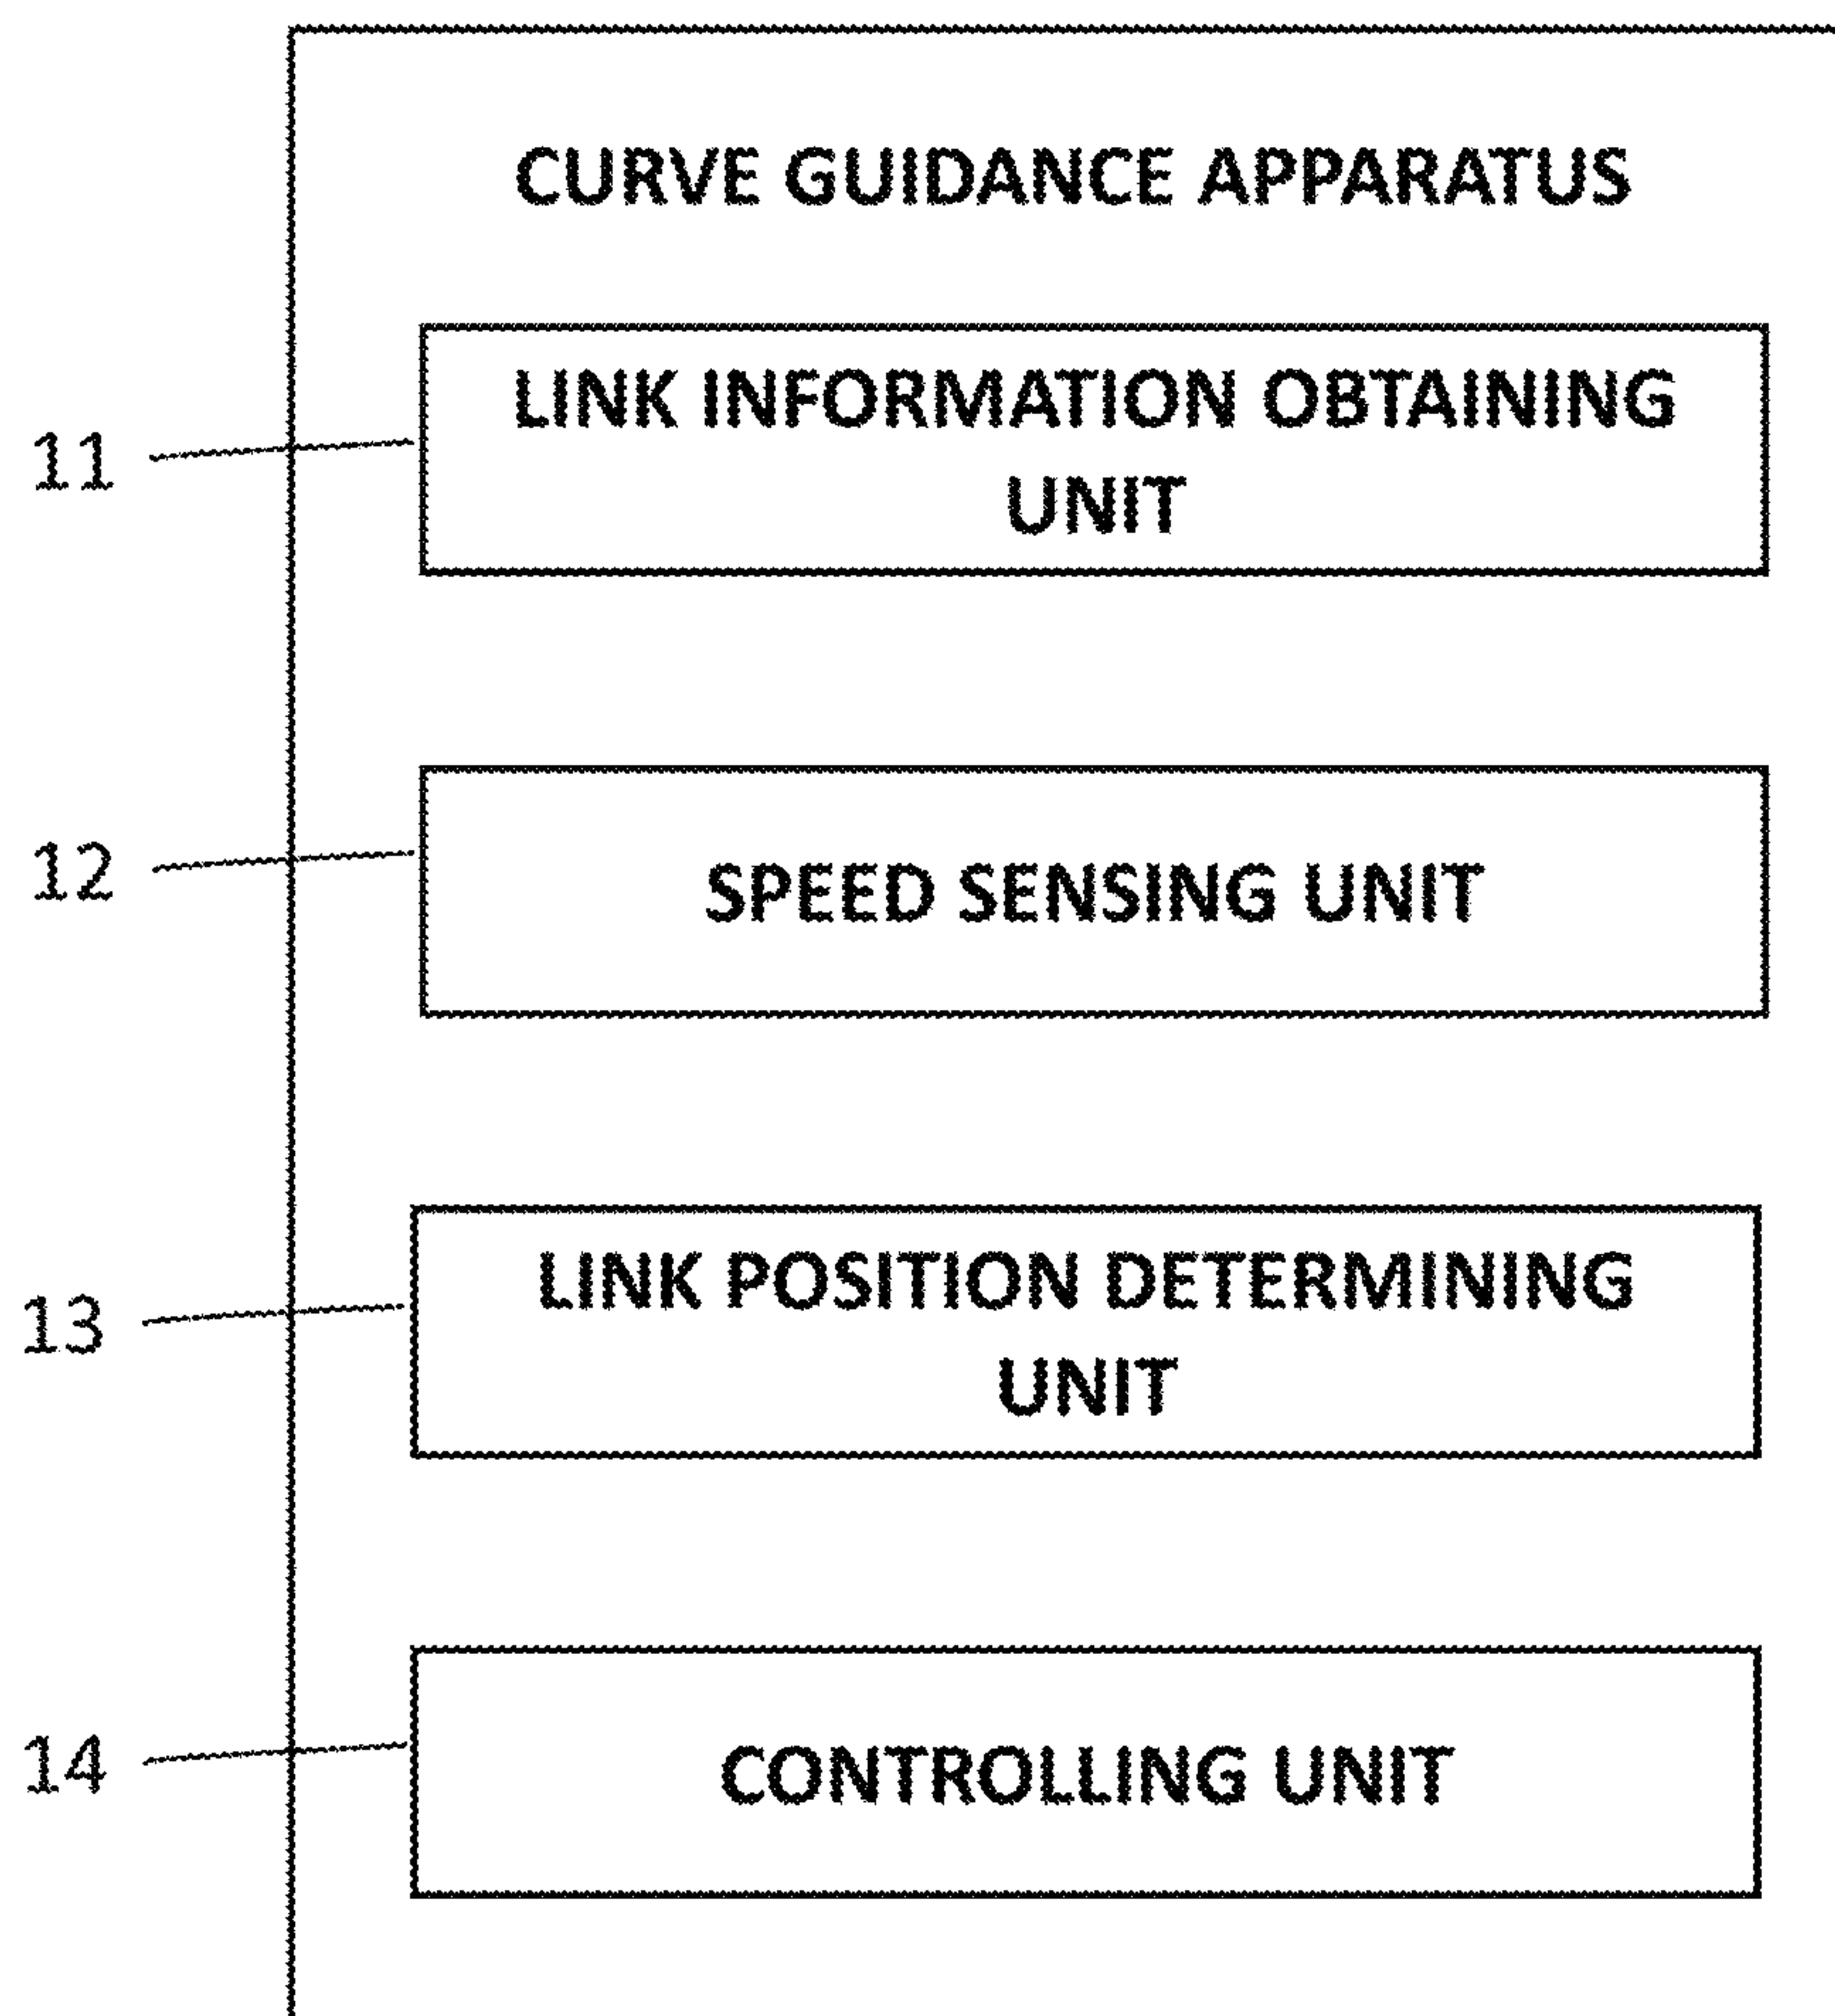 CURVE GUIDANCE APPARATUS
11
LINK INFORMATION OBTAINING
UNIT
12
SPEED SENSING UNIT
13
LINK POSITION DETERMINING
UNIT
14
CONTROLLING UNIT